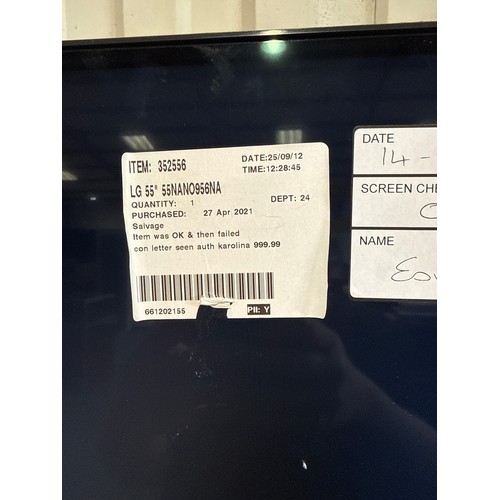 ITEM: 352556
DATE:25/09/12
TIME:12:28:45
LG 55" 55NANO956NA
QUANTITY: 1
DEPT: 24
PURCHASED: 27 Apr 2021
Salvage
Item was OK & then failed
con letter seen auth karolina 999.99
661202155
PII: Y
DATE
14-
SCREEN CHE
NAME